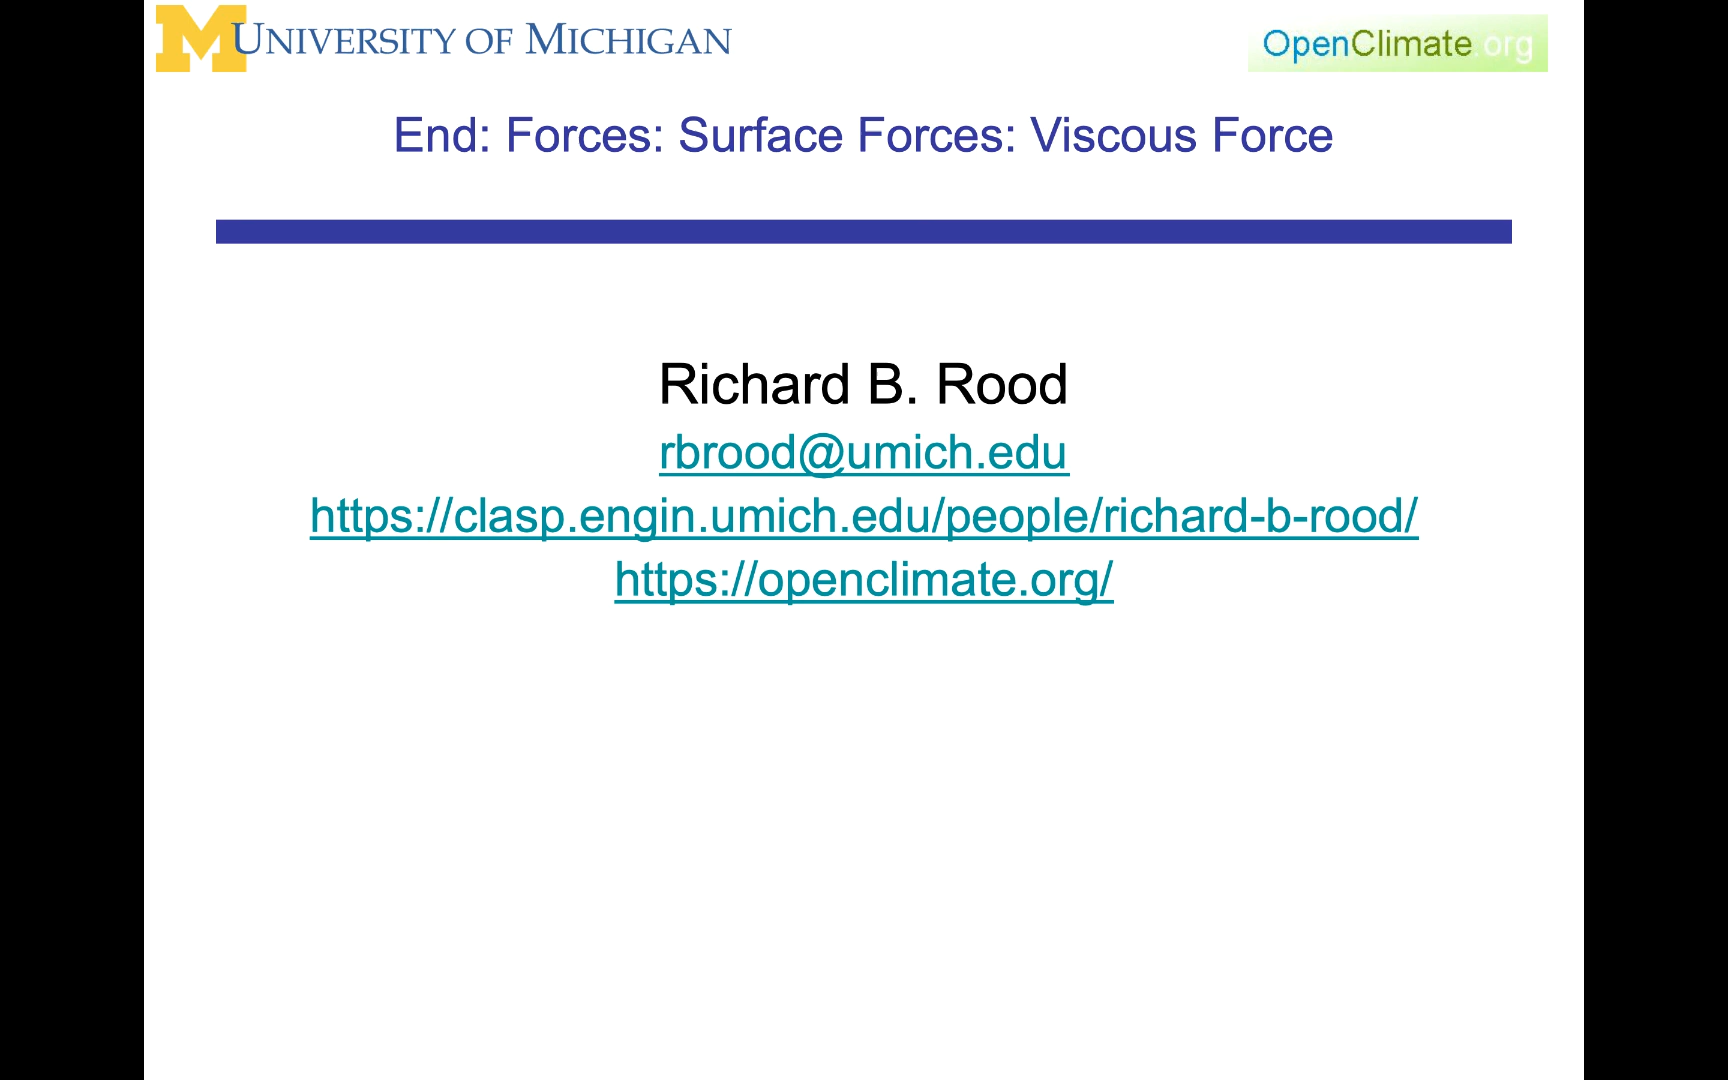 M UNIVERSITY OF MICHIGAN
OpenClimate.org
End: Forces: Surface Forces: Viscous Force
Richard B. Rood
rbrood@umich.edu
https://clasp.engin.umich.edu/people/richard-b-rood/
https://openclimate.org/